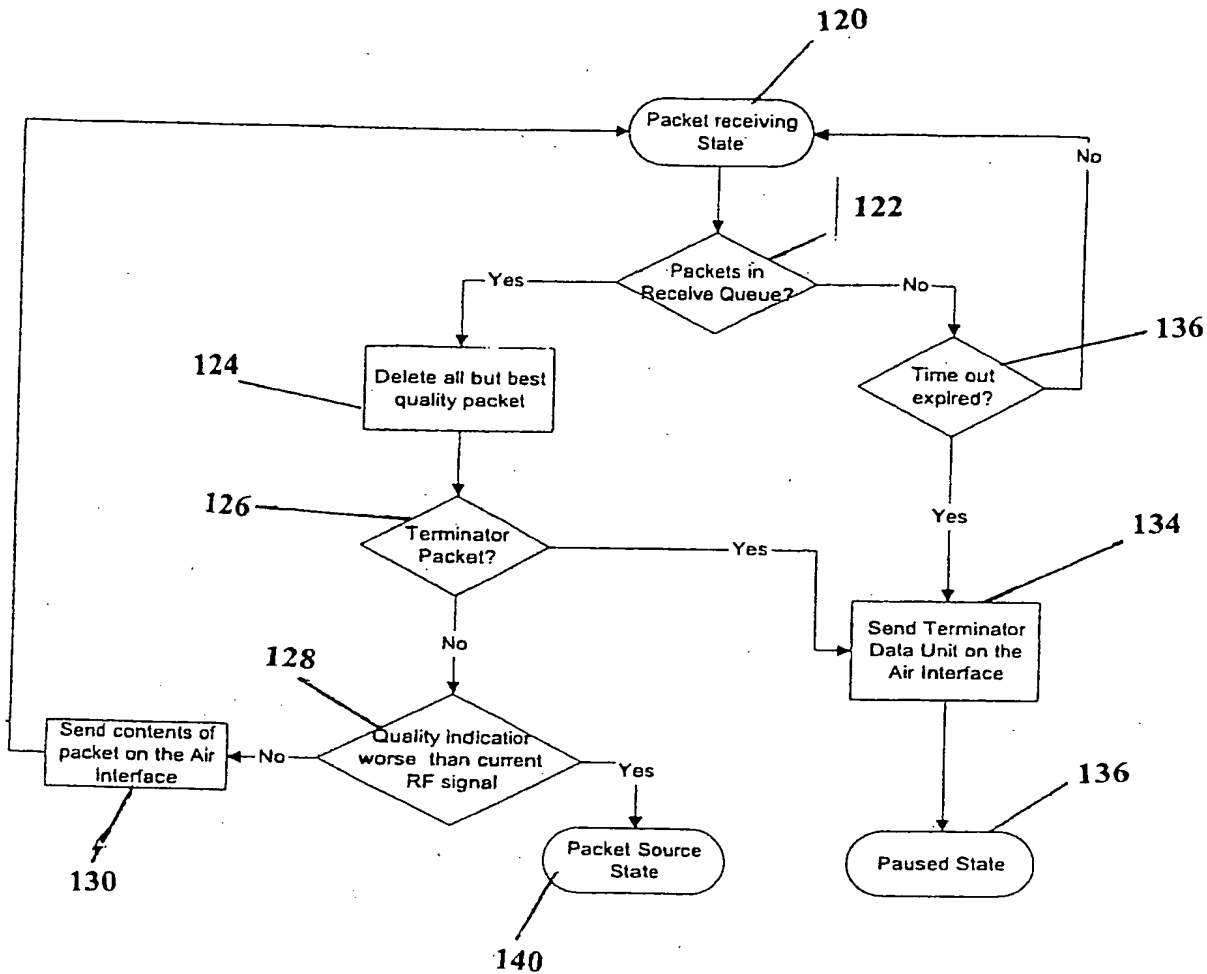 120
Packet receiving
State
No
122
Packets in
Receive Queue?
Yes
No
136
124
Delete all but best
quality packet
Time out
expired?
126
Terminator
Packet?
Yes
Yes
134
Send Terminator
Data Unit on the
Air Interface
No
128
Quality Indication
worse than current
RF signal
Send contents of
packet on the Air
Interface
No
Yes
136
Packet Source
State
Paused State
130
140